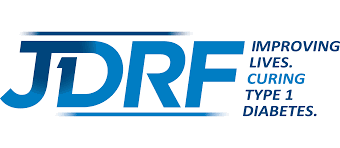 JDRF
IMPROVING
LIVES.
CURING
TYPE 1
DIABETES.